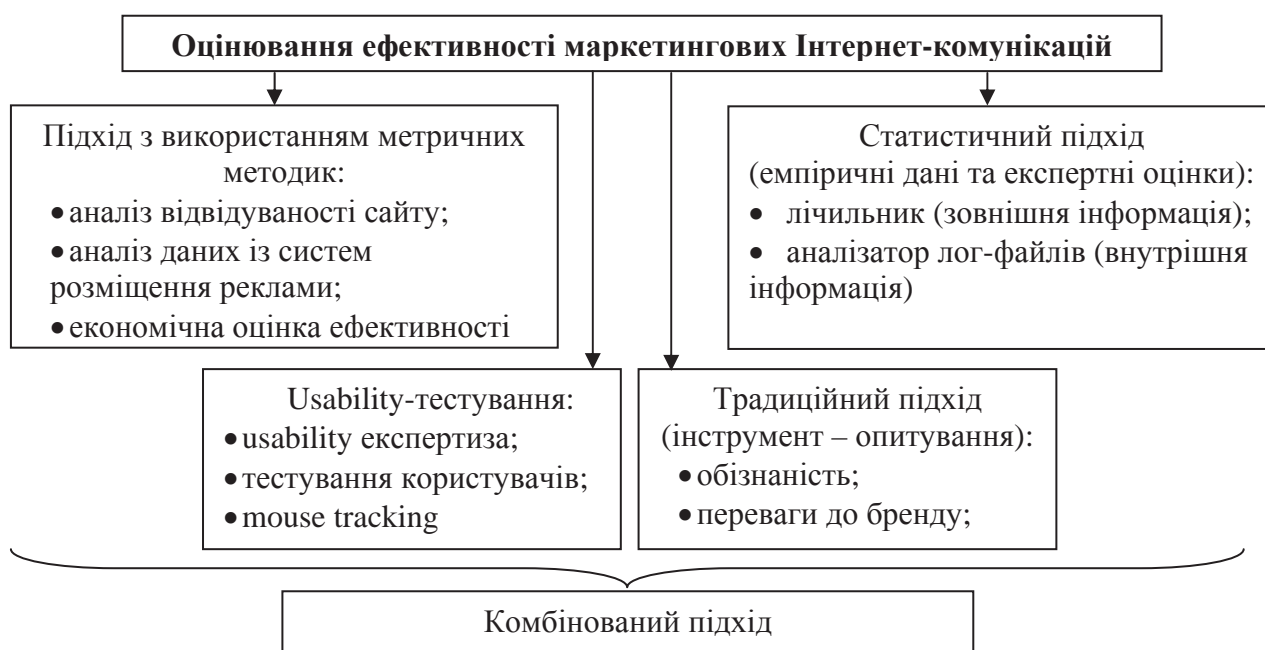 Оцінювання ефективності маркетингових Інтернет-комунікацій
Підхід з використанням метричних
методик:
• аналіз відвідуваності сайту;
• аналіз даних із систем
розміщення реклами;
• економічна оцінка ефективності
Статистичний підхід
(емпіричні дані та експертні оцінки):
• лічильник (зовнішня інформація);
• аналізатор лог-файлів (внутрішня
інформація)
Usability-тестування:
• usability експертиза;
• тестування користувачів;
• mouse tracking
Традиційний підхід
(інструмент – опитування):
• обізнаність;
• переваги до бренду;
Комбінований підхід